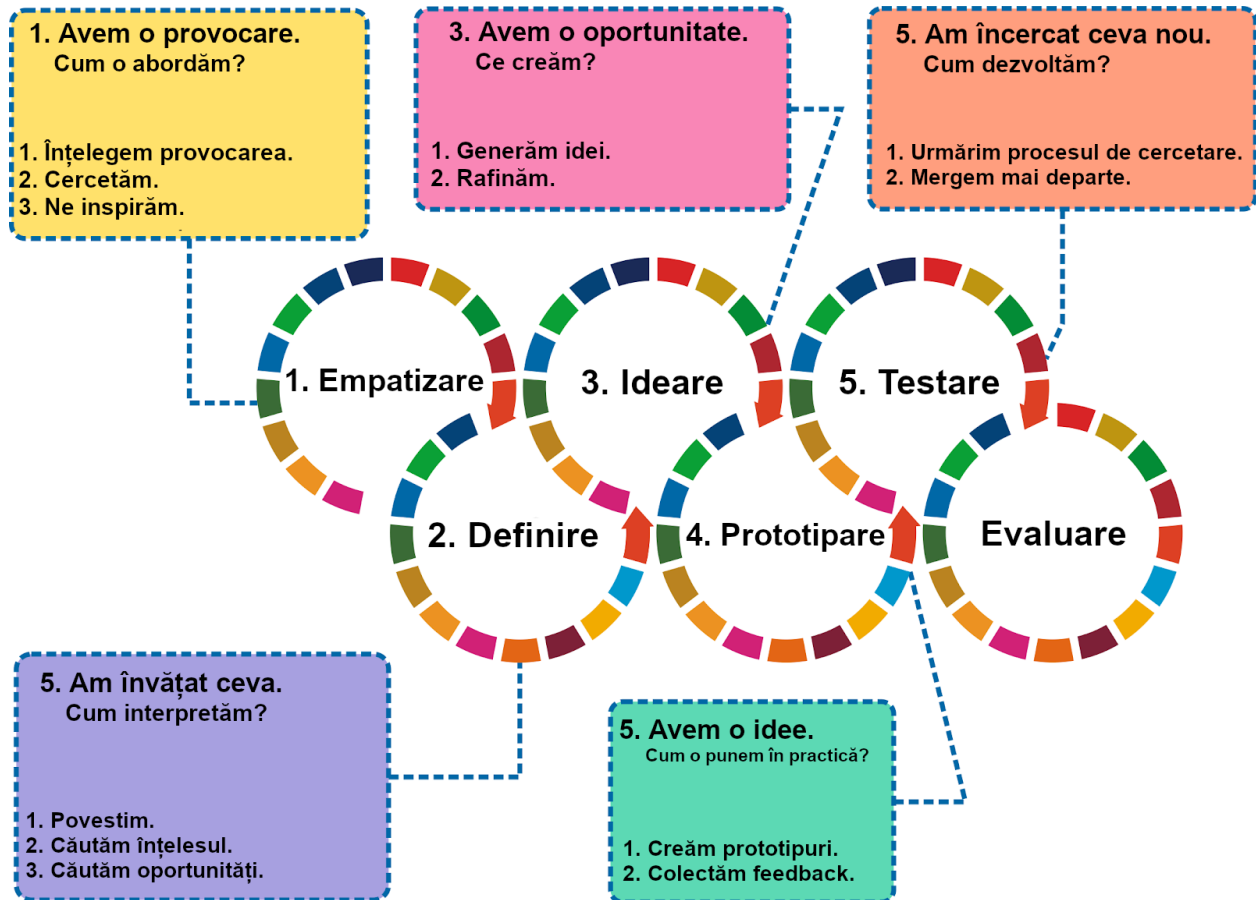 1. Avem o provocare.
Cum o abordăm?
1. Înțelegem provocarea.
2. Cercetăm.
3. Ne inspirăm.
3. Avem o oportunitate.
Ce creăm?
1. Generăm idei.
2. Rafinăm.
5. Am încercat ceva nou.
Cum dezvoltăm?
1. Urmărim procesul de cercetare.
2. Mergem mai departe.
1. Empatizare
3. Ideare
5. Testare
2. Definire
4. Prototipare
Evaluare
5. Am învățat ceva.
Cum interpretăm?
1. Povestim.
2. Căutăm înțelesul.
3. Căutăm oportunități.
5. Avem o idee.
Cum o punem în practică?
1. Creăm prototipuri.
2. Colectăm feedback.